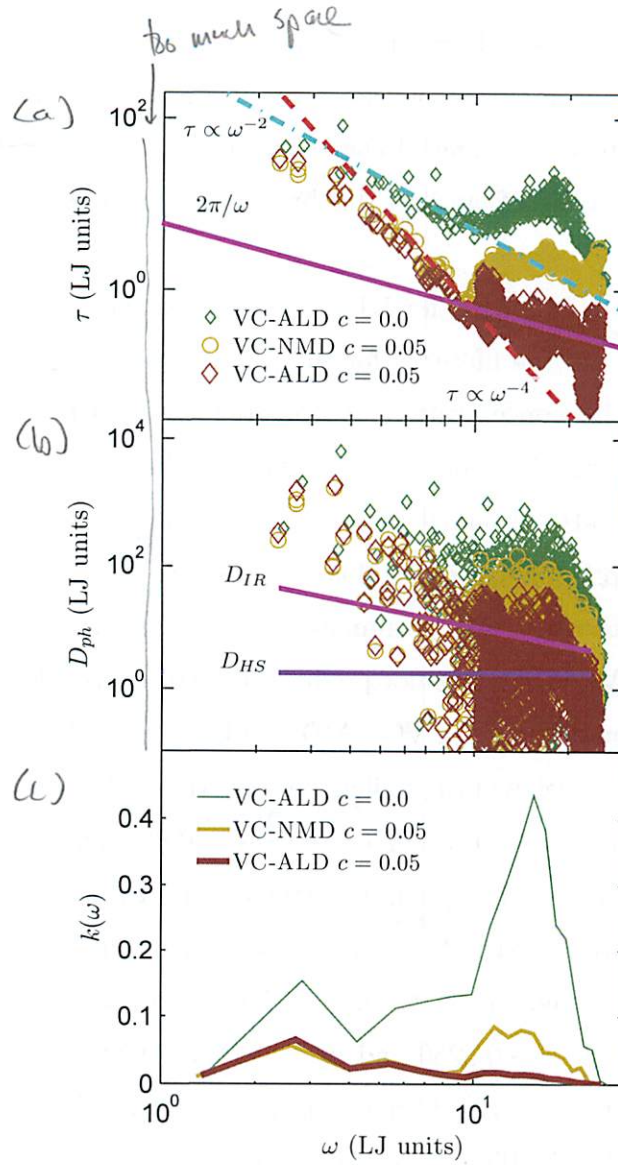 too much space
(a)
10²
τ ∝ ω⁻²
2π/ω
τ (LJ units)
10⁰
VC-ALD c = 0.0
VC-NMD c = 0.05
VC-ALD c = 0.05
τ ∝ ω⁻⁴
(b)
10⁴
10²
D_IR
D_ph (LJ units)
D_HS
10⁰
(c)
VC-ALD c = 0.0
VC-NMD c = 0.05
VC-ALD c = 0.05
0.4
0.3
k(ω)
0.2
0.1
0
10⁰
10¹
ω (LJ units)